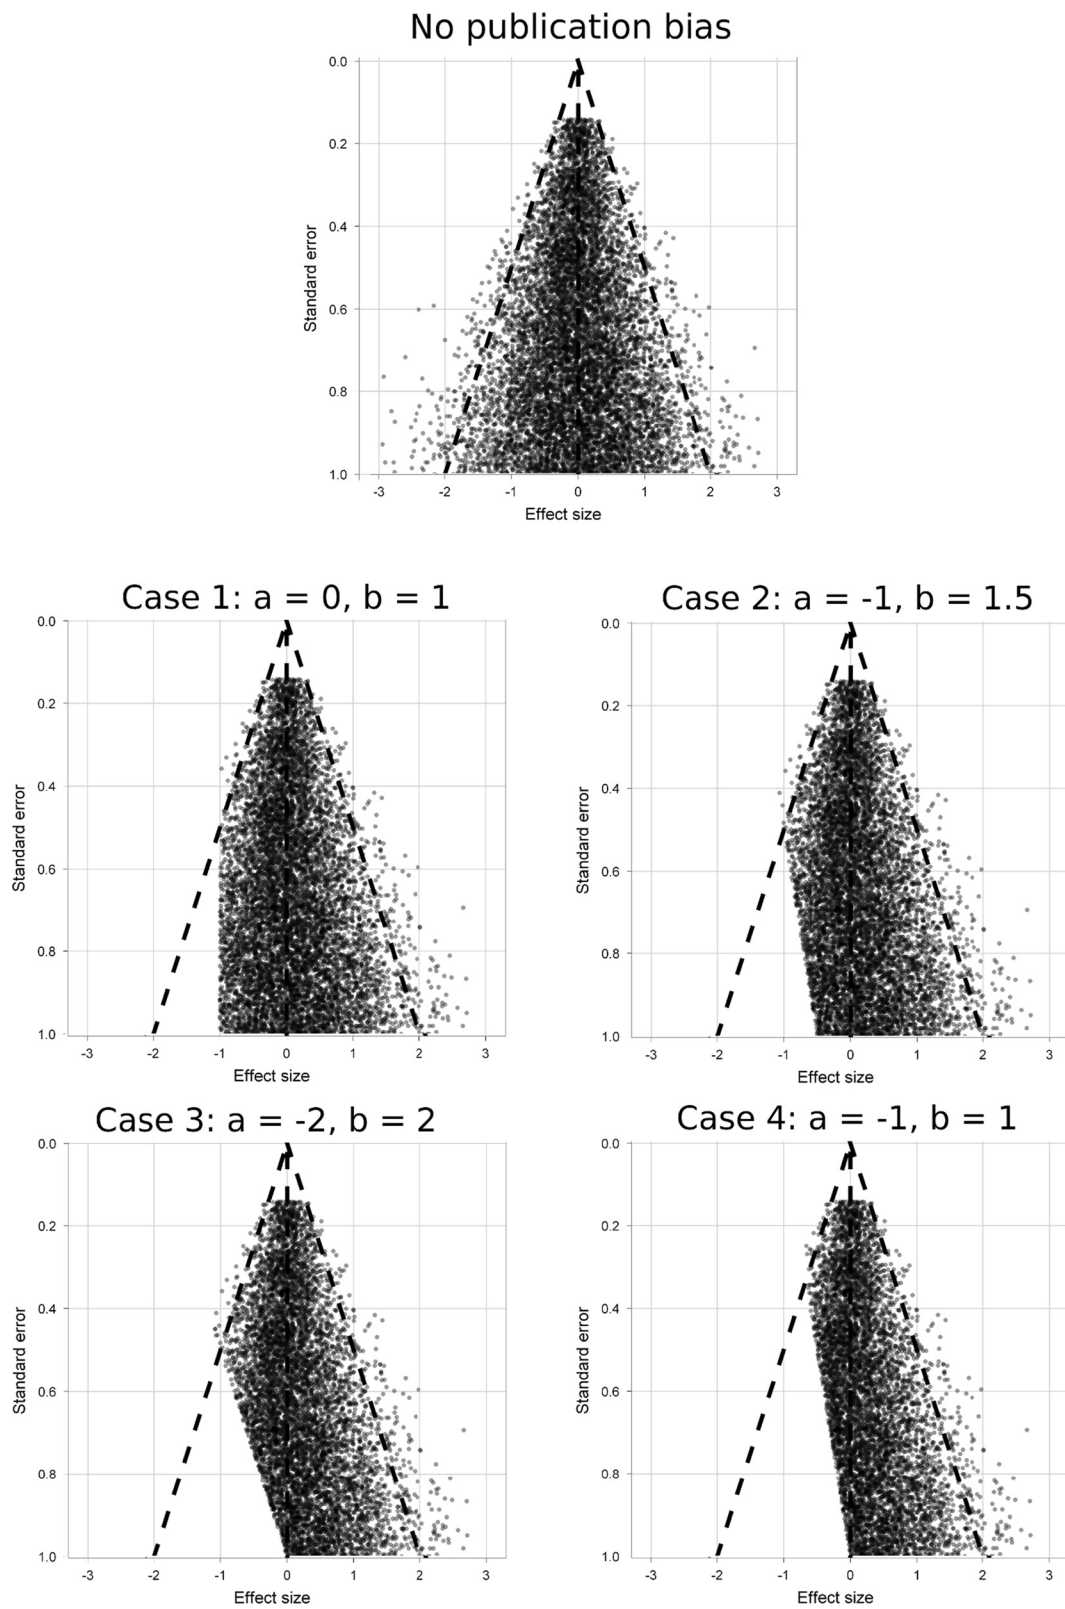 No publication bias
0.0
0.2
0.4
0.6
0.8
1.0
Standard error
-3 -2 -1 0 1 2 3
Effect size
Case 1: a = 0, b = 1
0.0
0.2
0.4
0.6
0.8
1.0
Standard error
-3 -2 -1 0 1 2 3
Effect size
Case 2: a = -1, b = 1.5
0.0
0.2
0.4
0.6
0.8
1.0
Standard error
-3 -2 -1 0 1 2 3
Effect size
Case 3: a = -2, b = 2
0.0
0.2
0.4
0.6
0.8
1.0
Standard error
-3 -2 -1 0 1 2 3
Effect size
Case 4: a = -1, b = 1
0.0
0.2
0.4
0.6
0.8
1.0
Standard error
-3 -2 -1 0 1 2 3
Effect size